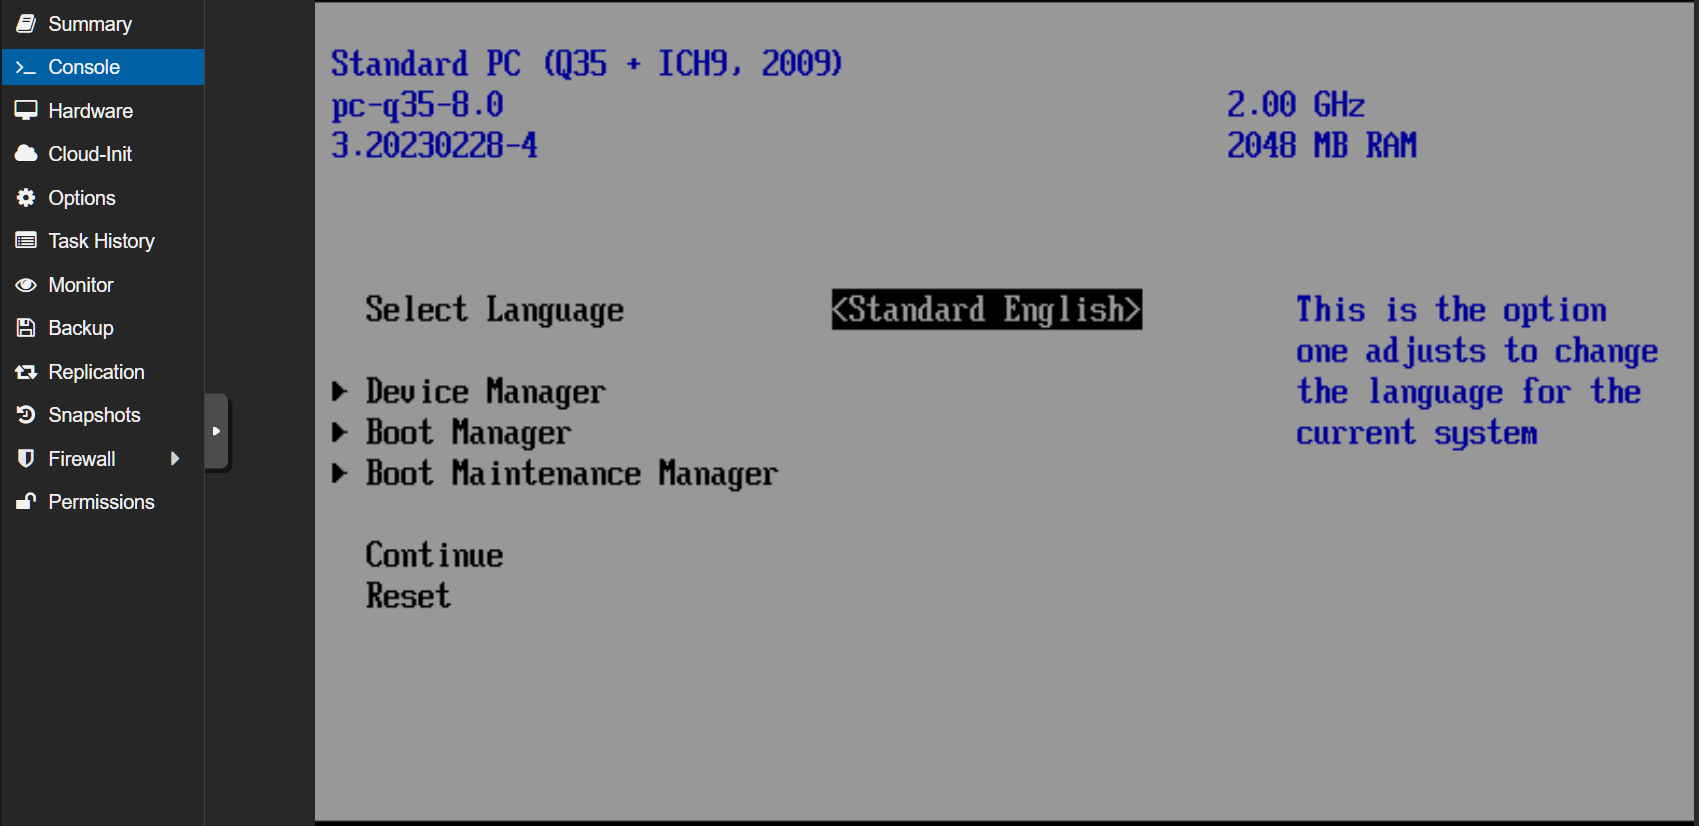 Summary
Console
Hardware
Cloud-Init
Options
Task History
Monitor
Backup
Replication
Snapshots
Firewall
Permissions
Standard PC (Q35 + ICH9, 2009)
pc-q35-8.0 2.00 GHz
3.20230228-4 2048 MB RAM
Select Language <Standard English>
Device Manager
Boot Manager
Boot Maintenance Manager
Continue
Reset
This is the option
one adjusts to change
the language for the
current system